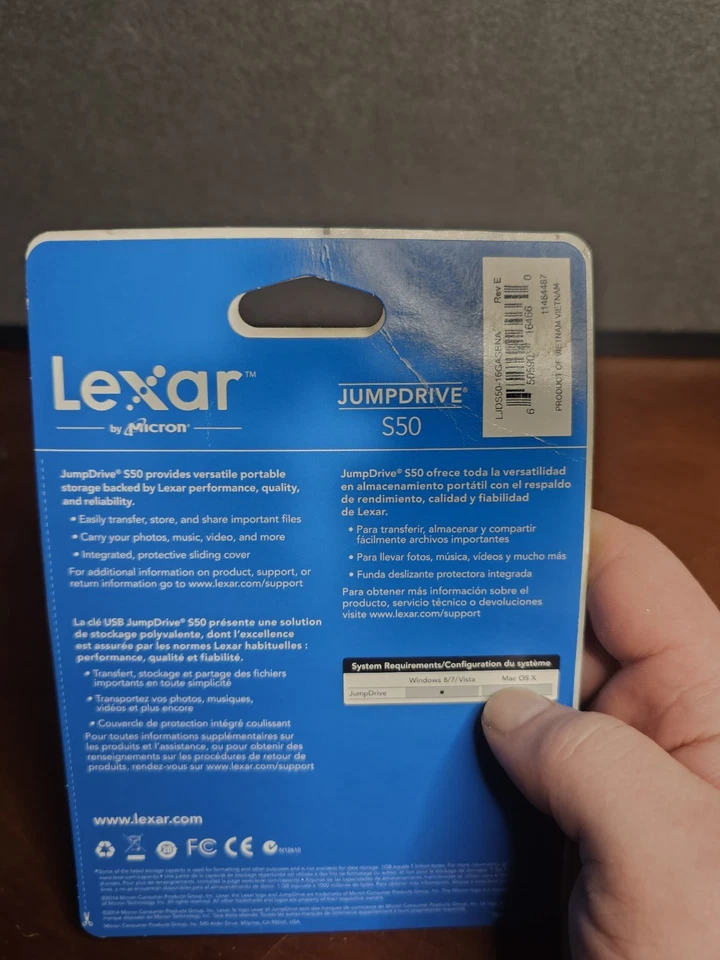 Lexar™
by Micron®
JUMPDRIVE®
S50
LJDS50-16GASBNA
Rev E
6 50590 16466 0
11464487
PRODUCT OF VIETNAM VIETNAM
JumpDrive® S50 provides versatile portable
storage backed by Lexar performance, quality,
and reliability.
• Easily transfer, store, and share important files
• Carry your photos, music, video, and more
• Integrated, protective sliding cover
For additional information on product, support, or
return information go to www.lexar.com/support
La clé USB JumpDrive® S50 présente une solution
de stockage polyvalente, dont l'excellence
est assurée par les normes Lexar habituelles :
performance, qualité et fiabilité.
• Transfert, stockage et partage des fichiers
importants en toute simplicité
• Transportez vos photos, musiques,
vidéos et plus encore
• Couvercle de protection intégré coulissant
Pour toutes informations supplémentaires sur
les produits et l'assistance, ou pour obtenir des
renseignements sur les procédures de retour de
produits, rendez-vous sur www.lexar.com/support
JumpDrive® S50 ofrece toda la versatilidad
en almacenamiento portátil con el respaldo
de rendimiento, calidad y fiabilidad
de Lexar.
• Para transferir, almacenar y compartir
fácilmente archivos importantes
• Para llevar fotos, música, vídeos y mucho más
• Funda deslizante protectora integrada
Para obtener más información sobre el
producto, servicio técnico o devoluciones
visite www.lexar.com/support
System Requirements/Configuration du système
Windows 8/7/Vista Mac OS X
JumpDrive •
www.lexar.com
FC CE